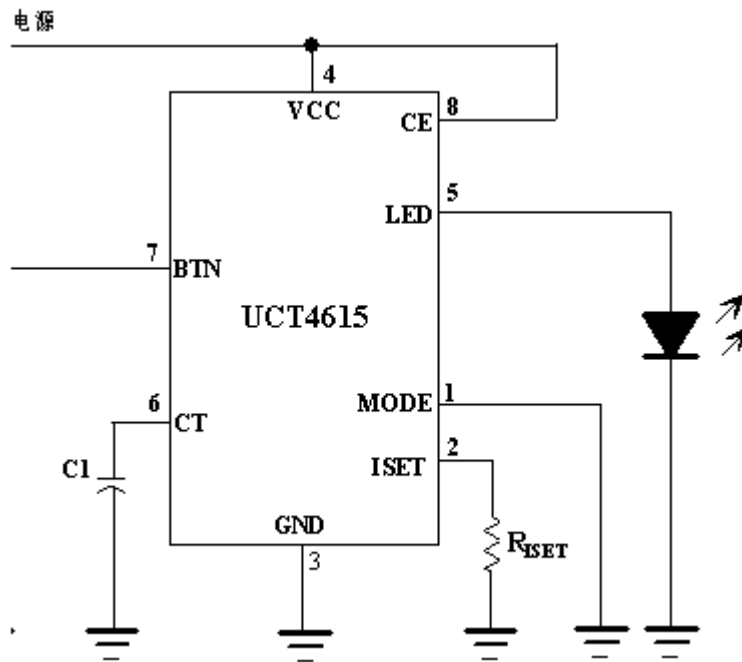 电源
4
VCC
8
CE
5
LED
7
BTN
UCT4615
6
CT
1
MODE
2
ISET
C1
GND
3
RISET